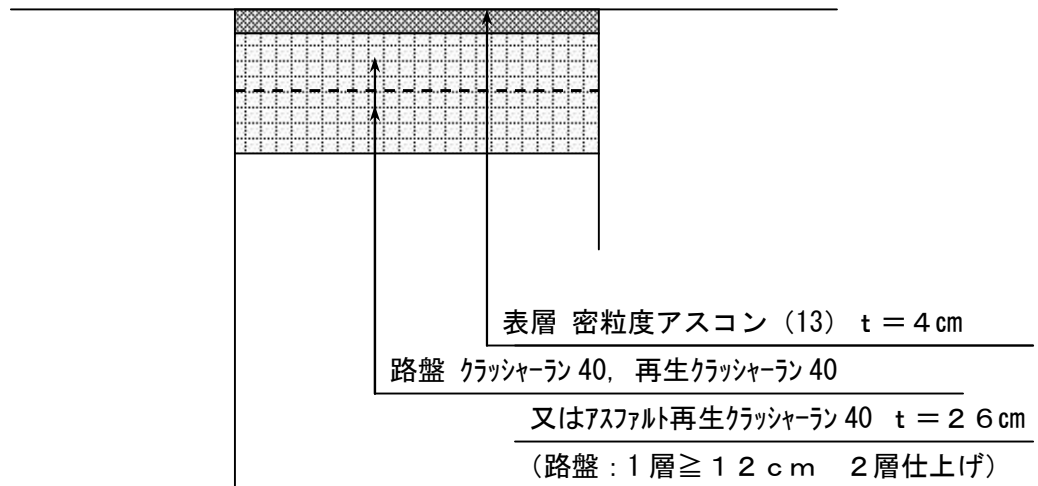 表層 密粒度アスコン（13） ｔ＝４㎝
路盤 ｸﾗｯｼｬｰﾗﾝ 40, 再生ｸﾗｯｼｬｰﾗﾝ 40
又はｱｽﾌｧﾙﾄ再生ｸﾗｯｼｬｰﾗﾝ 40 ｔ＝２６㎝
（路盤：１層≧１２ｃｍ　２層仕上げ）